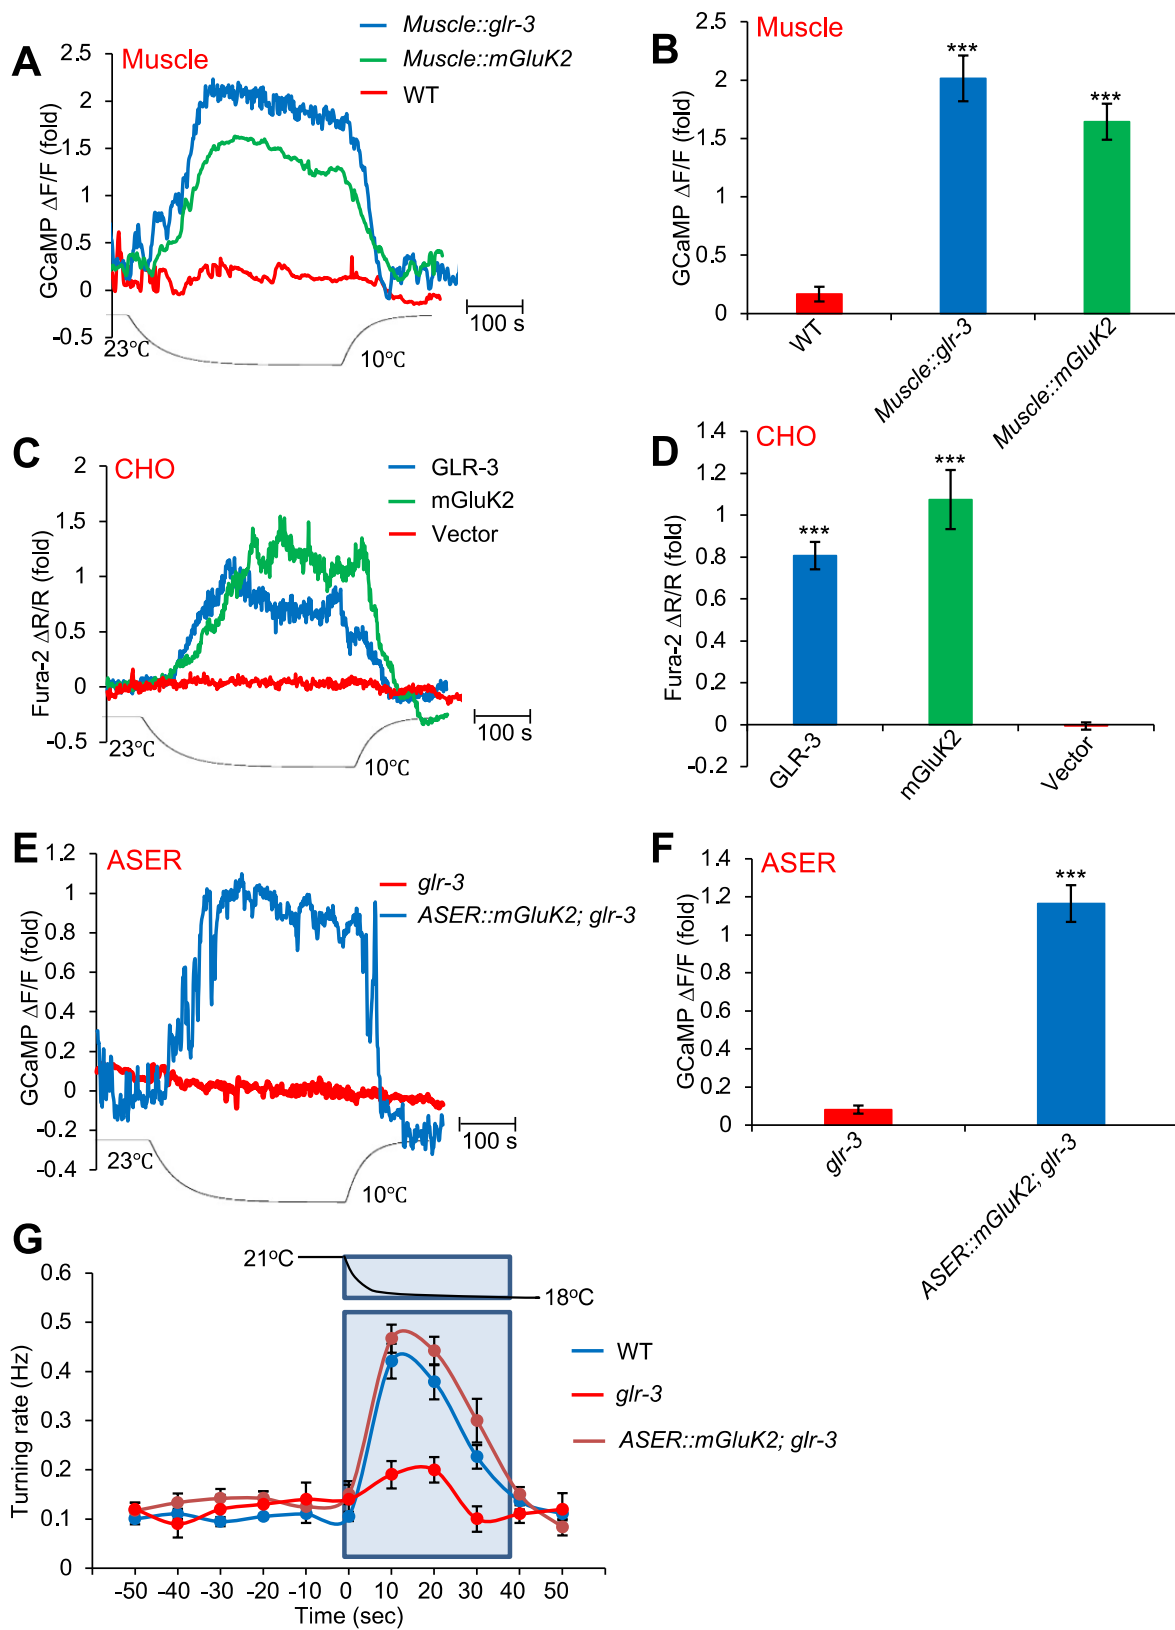 A
Muscle
Muscle::glr-3
Muscle::mGluK2
WT
GCaMP ΔF/F (fold)
2.5
2
1.5
1
0.5
0
-0.5
23°C
10°C
100 s
B
Muscle
GCaMP ΔF/F (fold)
2.5
2
1.5
1
0.5
0
***
***
WT
Muscle::glr-3
Muscle::mGluK2
C
CHO
GLR-3
mGluK2
Vector
Fura-2 ΔR/R (fold)
2
1.5
1
0.5
0
-0.5
23°C
10°C
100 s
D
CHO
Fura-2 ΔR/R (fold)
1.4
1.2
1
0.8
0.6
0.4
0.2
0
-0.2
***
***
GLR-3
mGluK2
Vector
E
ASER
glr-3
ASER::mGluK2; glr-3
GCaMP ΔF/F (fold)
1.2
1
0.8
0.6
0.4
0.2
0
-0.2
-0.4
23°C
10°C
100 s
F
ASER
GCaMP ΔF/F (fold)
1.4
1.2
1
0.8
0.6
0.4
0.2
0
***
glr-3
ASER::mGluK2; glr-3
G
21°C
18°C
Turning rate (Hz)
0.6
0.5
0.4
0.3
0.2
0.1
0
WT
glr-3
ASER::mGluK2; glr-3
-50 -40 -30 -20 -10 0 10 20 30 40 50
Time (sec)